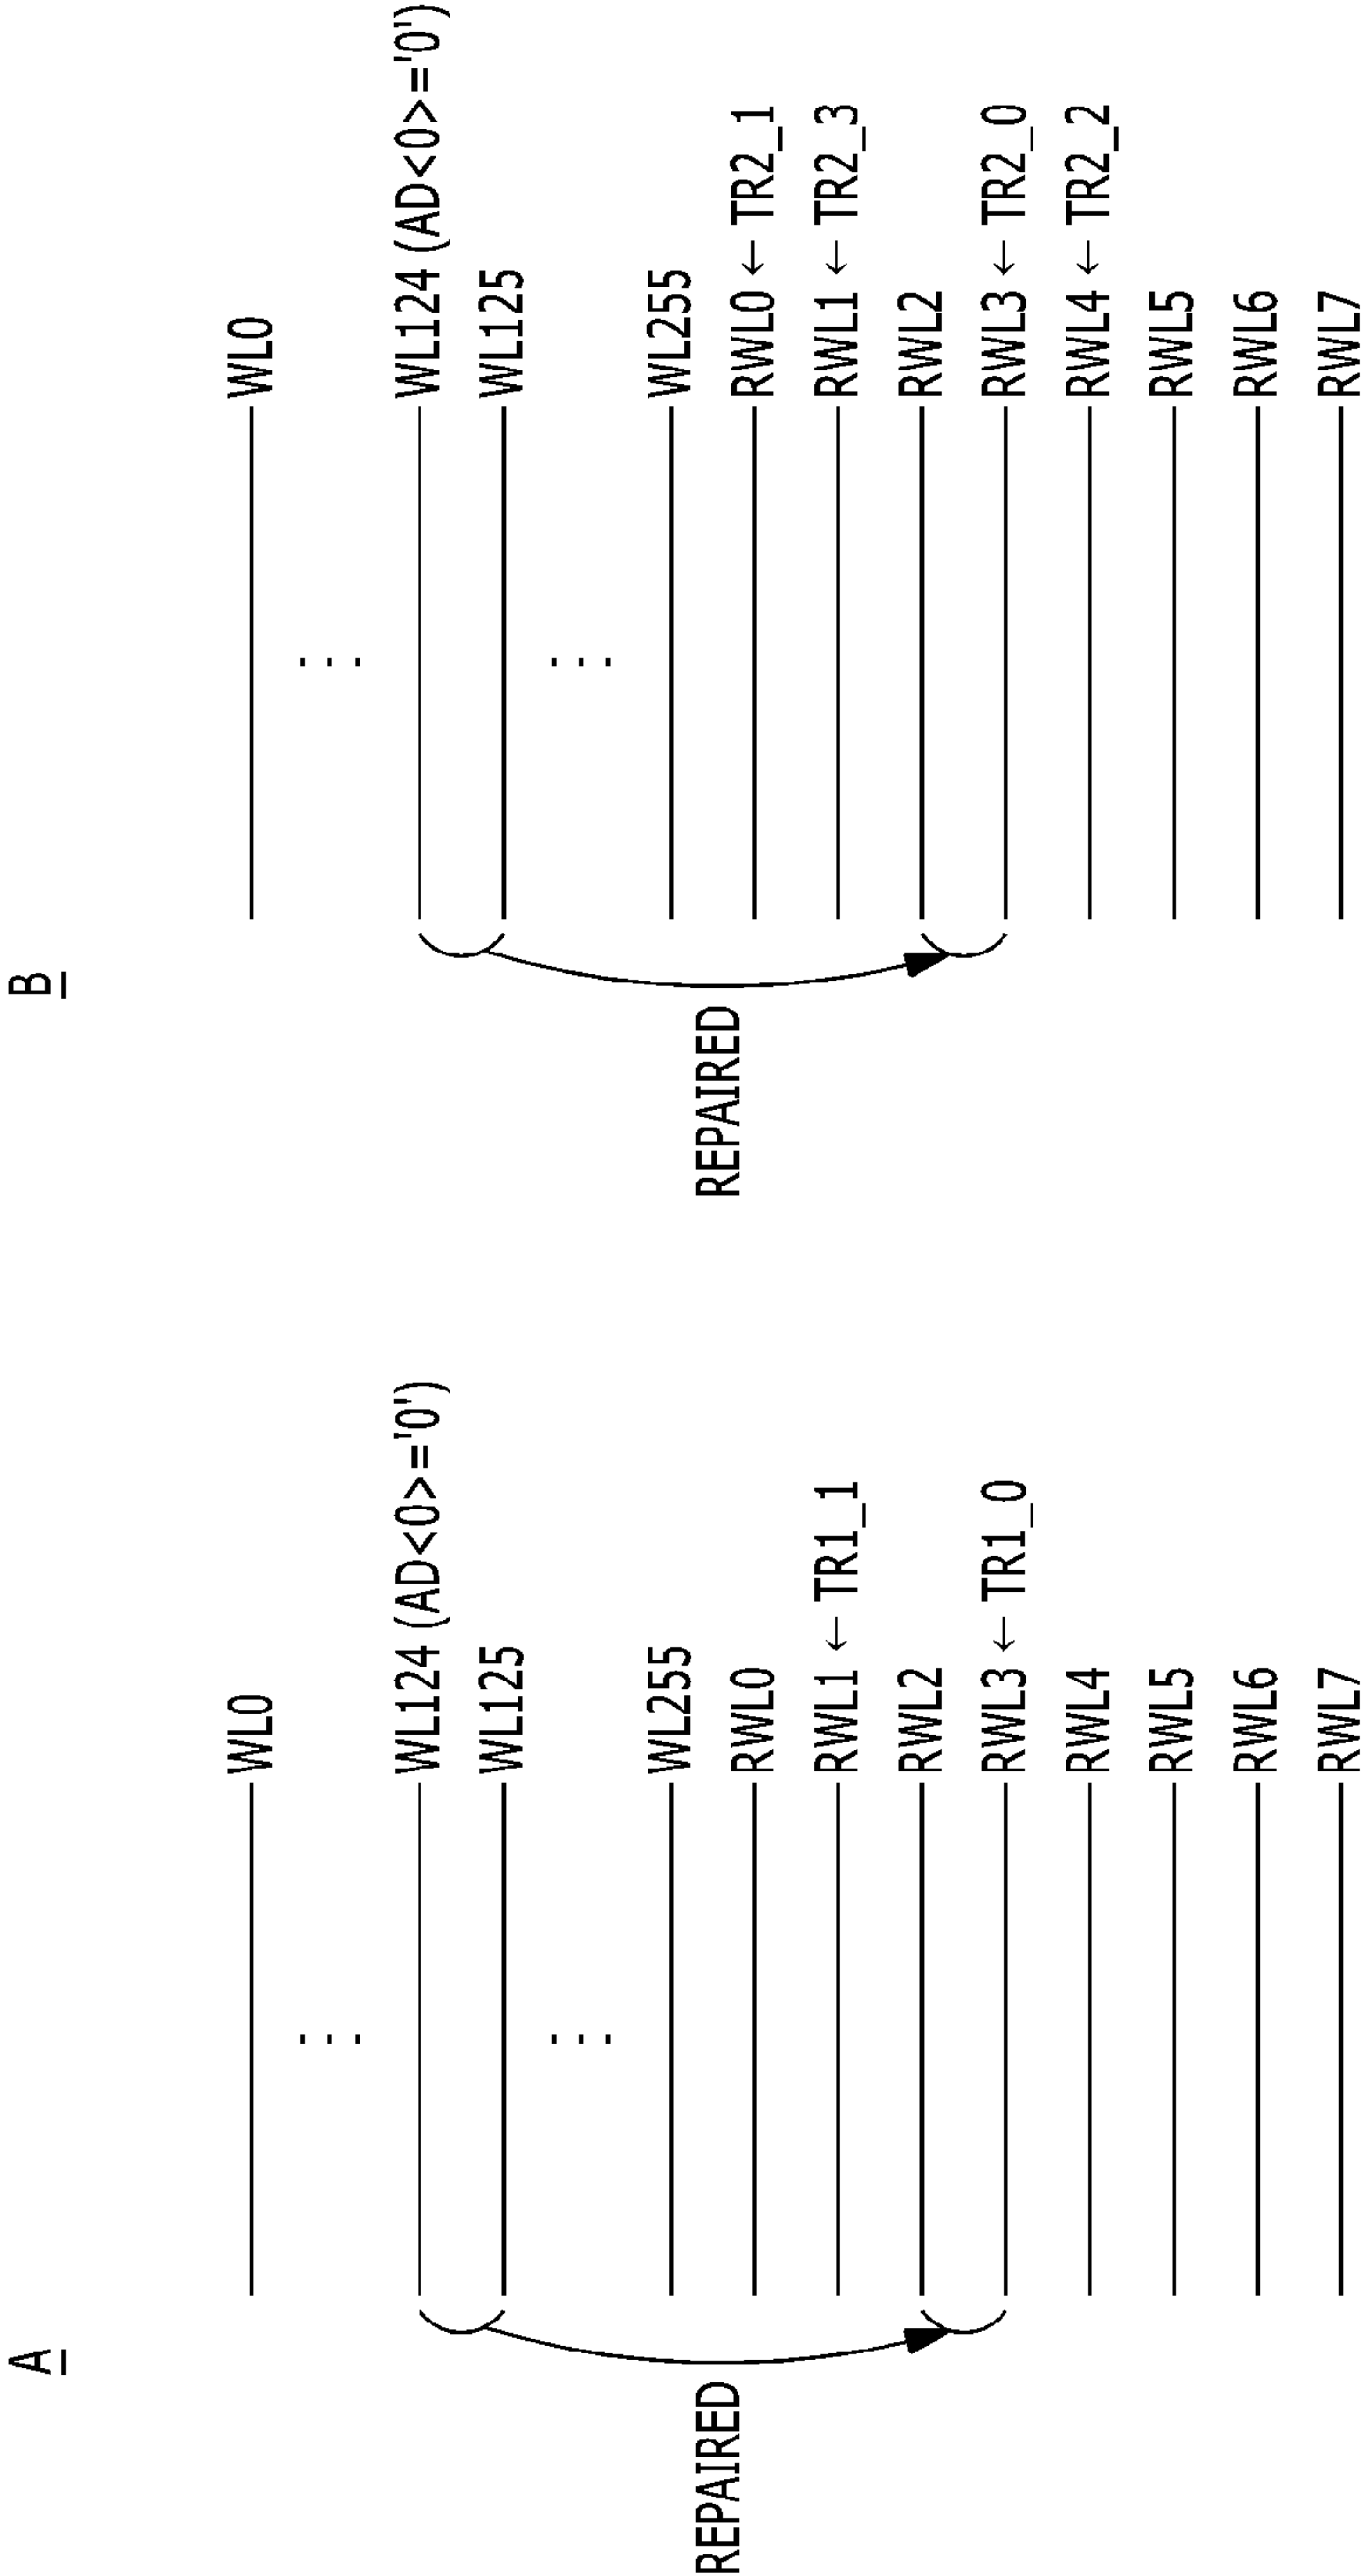 A
WL0
...
WL124 (AD<0>='0')
WL125
...
WL255
RWL0
RWL1 ← TR1_1
RWL2
RWL3 ← TR1_0
RWL4
RWL5
RWL6
RWL7
REPAIRED
B
WL0
...
WL124 (AD<0>='0')
WL125
...
WL255
RWL0 ← TR2_1
RWL1 ← TR2_3
RWL2
RWL3 ← TR2_0
RWL4 ← TR2_2
RWL5
RWL6
RWL7
REPAIRED